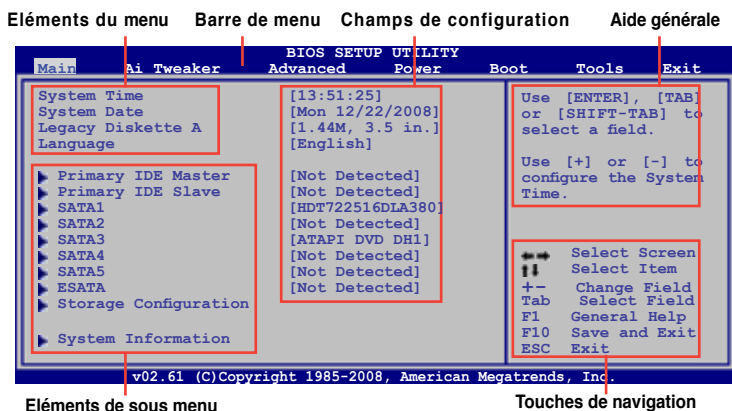 Eléments du menu Barre de menu Champs de configuration Aide générale
BIOS SETUP UTILITY
Main Ai Tweaker Advanced Power Boot Tools Exit
System Time [13:51:25]
System Date [Mon 12/22/2008]
Legacy Diskette A [1.44M, 3.5 in.]
Language [English]
Primary IDE Master [Not Detected]
Primary IDE Slave [Not Detected]
SATA1 [HDT722516DLA380]
SATA2 [Not Detected]
SATA3 [ATAPI DVD DH1]
SATA4 [Not Detected]
SATA5 [Not Detected]
ESATA [Not Detected]
Storage Configuration
System Information
Use [ENTER], [TAB]
or [SHIFT-TAB] to
select a field.
Use [+] or [-] to
configure the System
Time.
←→ Select Screen
↑↓ Select Item
+- Change Field
Tab Select Field
F1 General Help
F10 Save and Exit
ESC Exit
v02.61 (C)Copyright 1985-2008, American Megatrends, Inc.
Eléments de sous menu Touches de navigation